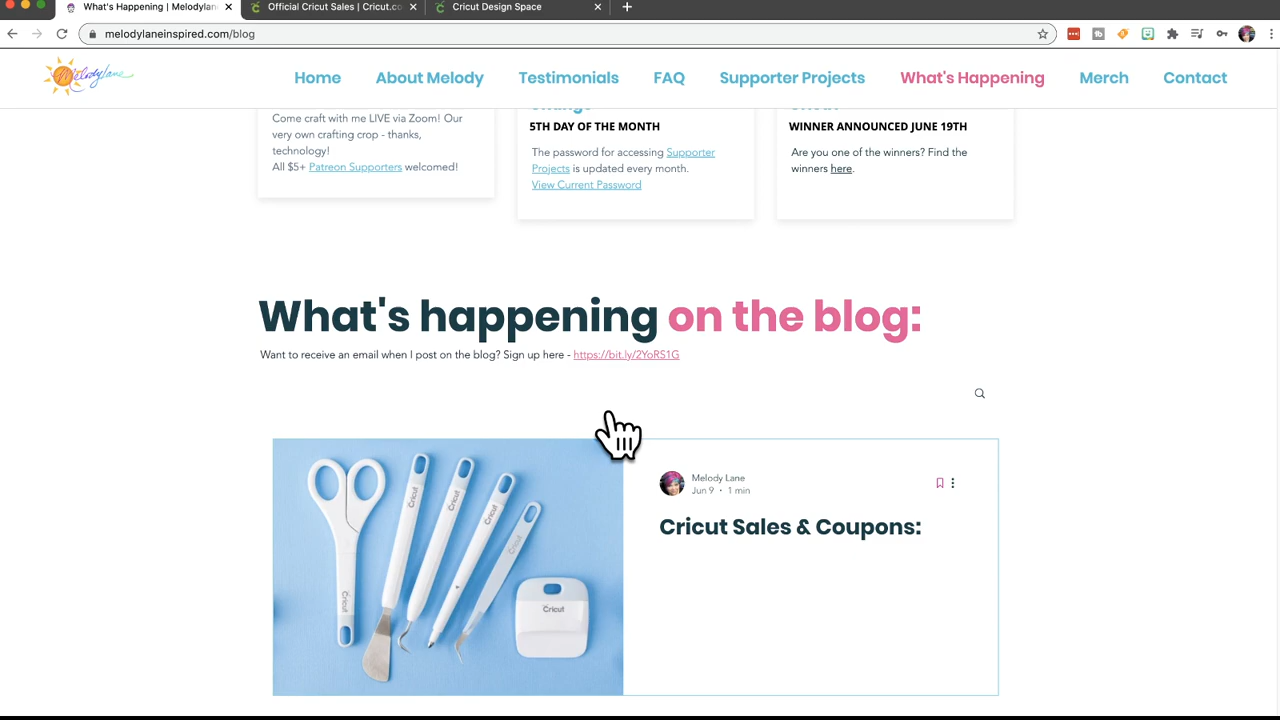 What's Happening | Melodylan
Official Cricut Sales | Cricut.co
Cricut Design Space
melodylaneinspired.com/blog
MelodyLane
Home
About Melody
Testimonials
FAQ
Supporter Projects
What's Happening
Merch
Contact
Come craft with me LIVE via Zoom! Our
very own crafting crop - thanks,
technology!
All $5+ Patreon Supporters welcomed!
5TH DAY OF THE MONTH
The password for accessing Supporter
Projects is updated every month.
View Current Password
WINNER ANNOUNCED JUNE 19TH
Are you one of the winners? Find the
winners here.
What's happening on the blog:
Want to receive an email when I post on the blog? Sign up here - https://bit.ly/2YoRS1G
Melody Lane
Jun 9 · 1 min
Cricut Sales & Coupons:
Cricut
Cricut
Cricut
Cricut
Cricut
Cricut